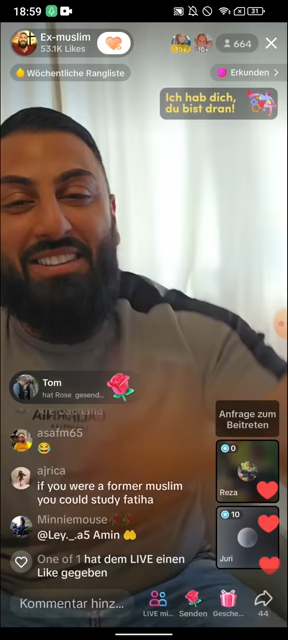 18:59
31
Ex-muslim
53.1K Likes
10+
664
Wöchentliche Rangliste
Erkunden
Ich hab dich,
du bist dran!
Tom
hat Rose gesend...
asafm65
😂
ajrica
if you were a former muslim
you could study fatiha
Minniemouse
@Ley._.a5 Amin 🤲
One of 1 hat dem LIVE einen
Like gegeben
Anfrage zum
Beitreten
0
Reza
10
Juri
Kommentar hinz...
LIVE mi...
Senden
Gesche...
44